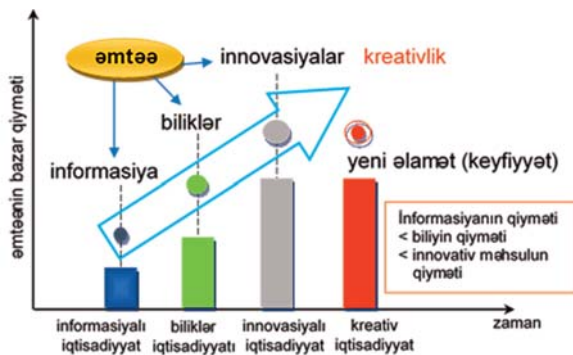 əmtəənin bazar qiyməti
əmtəə
innovasiyalar
kreativlik
biliklər
informasiya
yeni əlamət (keyfiyyət)
İnformasiyanın qiyməti
< biliyin qiyməti
< innovativ məhsulun
qiyməti
informasiyalı
iqtisadiyyat
biliklər
iqtisadiyyatı
innovasiyalı
iqtisadiyyat
kreativ
iqtisadiyyat
zaman